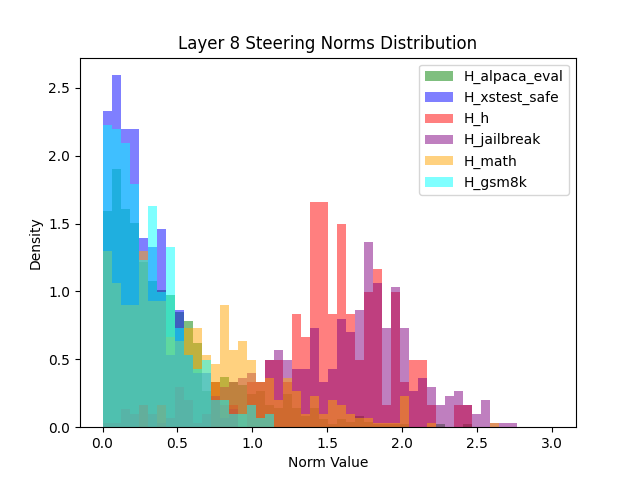 Layer 8 Steering Norms Distribution
H_alpaca_eval
H_xstest_safe
H_h
H_jailbreak
H_math
H_gsm8k
Density
2.5
2.0
1.5
1.0
0.5
0.0
0.0 0.5 1.0 1.5 2.0 2.5 3.0
Norm Value